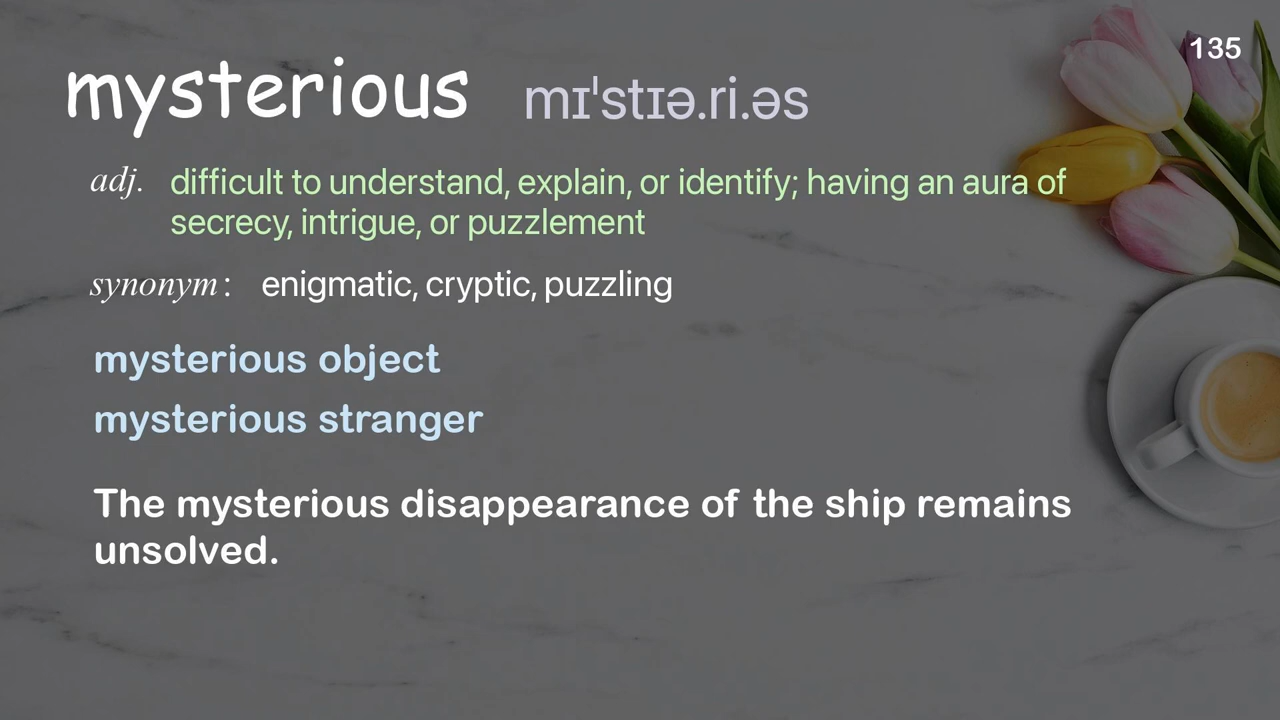 135
mysterious mɪˈstɪə.ri.əs
adj. difficult to understand, explain, or identify; having an aura of
secrecy, intrigue, or puzzlement
synonym: enigmatic, cryptic, puzzling
mysterious object
mysterious stranger
The mysterious disappearance of the ship remains
unsolved.